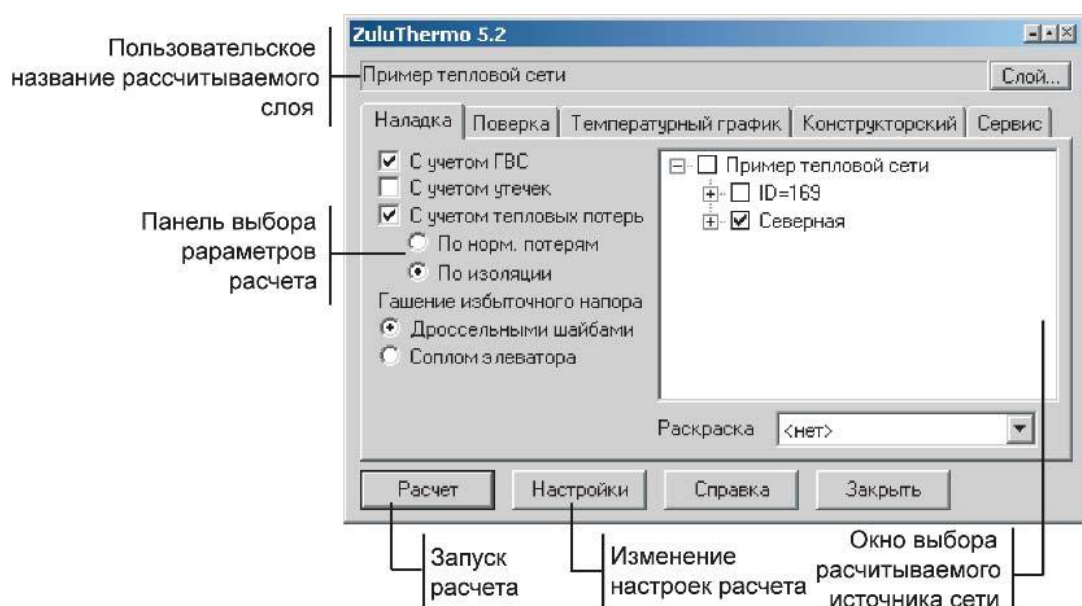 Пользовательское
название рассчитываемого
слоя
ZuluThermo 5.2
Пример тепловой сети
Слой...
Наладка Поверка Температурный график Конструкторский Сервис
С учетом ГВС
С учетом утечек
С учетом тепловых потерь
По норм. потерям
По изоляции
Гашение избыточного напора
Дроссельными шайбами
Соплом элеватора
Пример тепловой сети
ID=169
Северная
Раскраска <нет>
Панель выбора
рараметров
расчета
Расчет Настройки Справка Закрыть
Запуск
расчета
Изменение
настроек расчета
Окно выбора
расчитываемого
источника сети